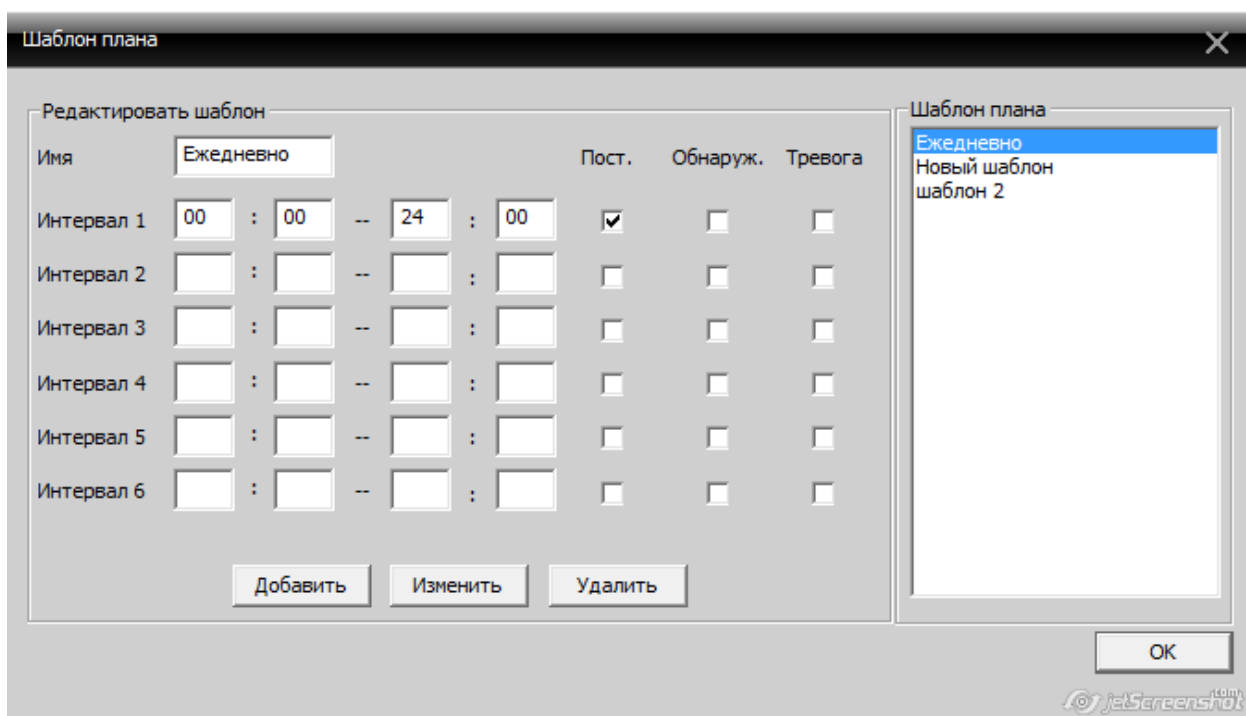 Шаблон плана
Редактировать шаблон
Имя Ежедневно Пост. Обнаруж. Тревога
Интервал 1 00 : 00 -- 24 : 00
Интервал 2 : -- :
Интервал 3 : -- :
Интервал 4 : -- :
Интервал 5 : -- :
Интервал 6 : -- :
Добавить Изменить Удалить
Шаблон плана
Ежедневно
Новый шаблон
шаблон 2
OK
jetScreenshot.com